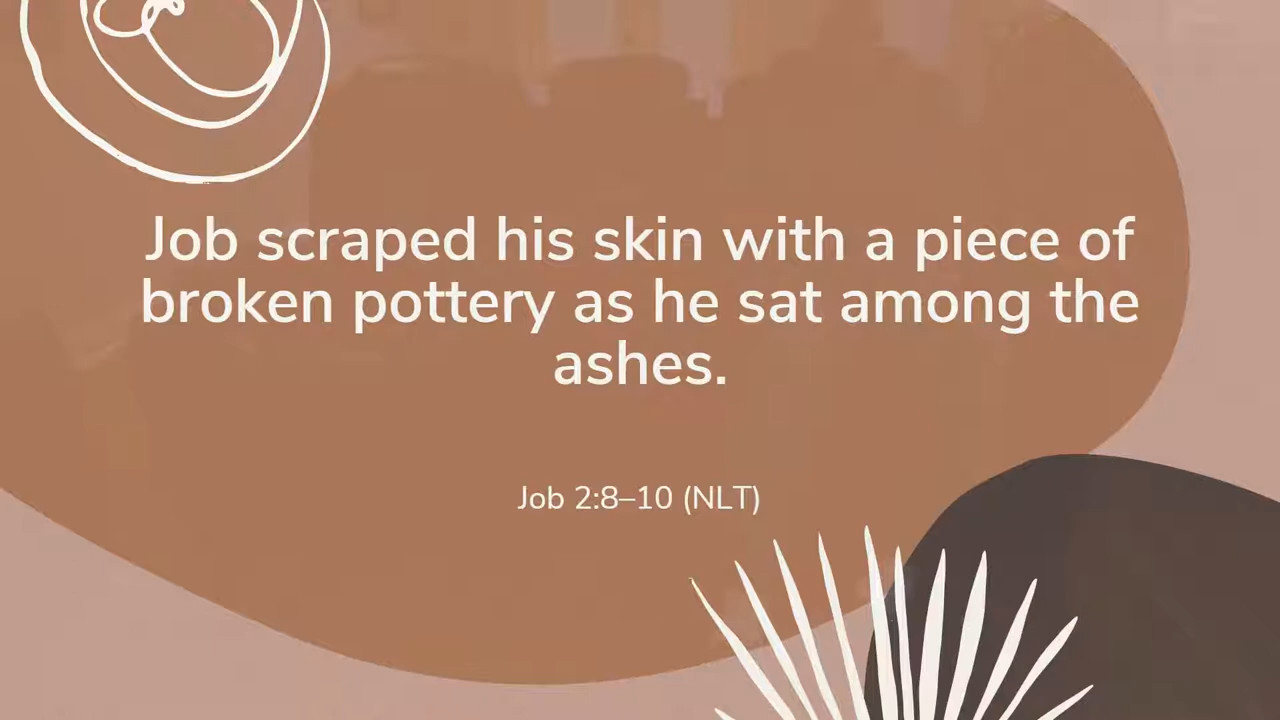 Job scraped his skin with a piece of
broken pottery as he sat among the
ashes.
Job 2:8–10 (NLT)